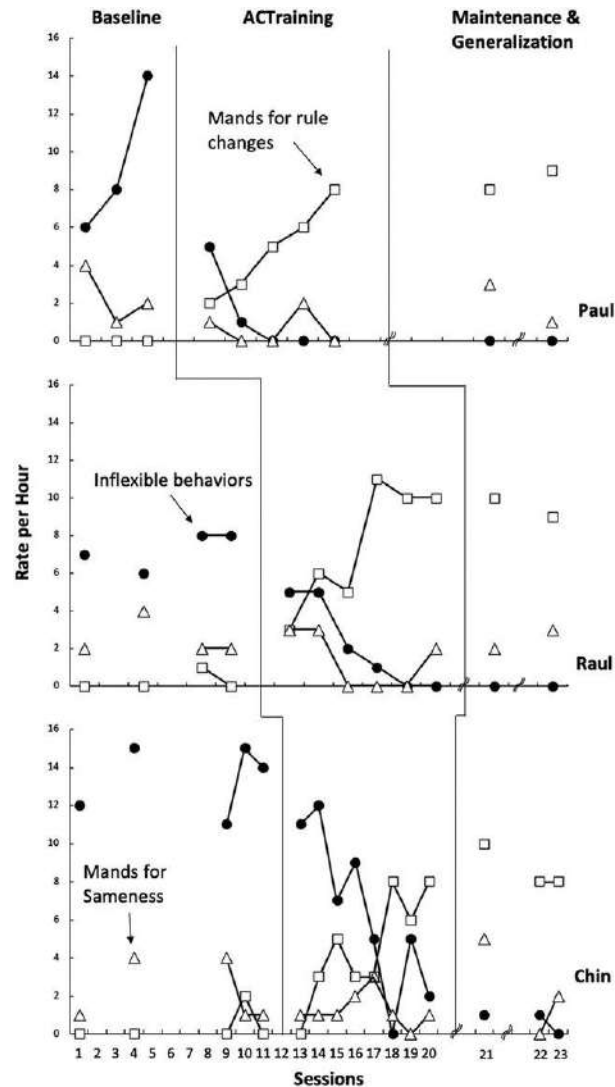 Baseline ACTraining Maintenance &
Generalization
16
14
12
10
8
6
4
2
0
Mands for rule
changes
Paul
16
14
12
10
8
6
4
2
0
Inflexible behaviors
Raul
Rate per Hour
16
14
12
10
8
6
4
2
0
Mands for
Sameness
Chin
1 2 3 4 5 6 7 8 9 10 11 12 13 14 15 16 17 18 19 20 21 22 23
Sessions